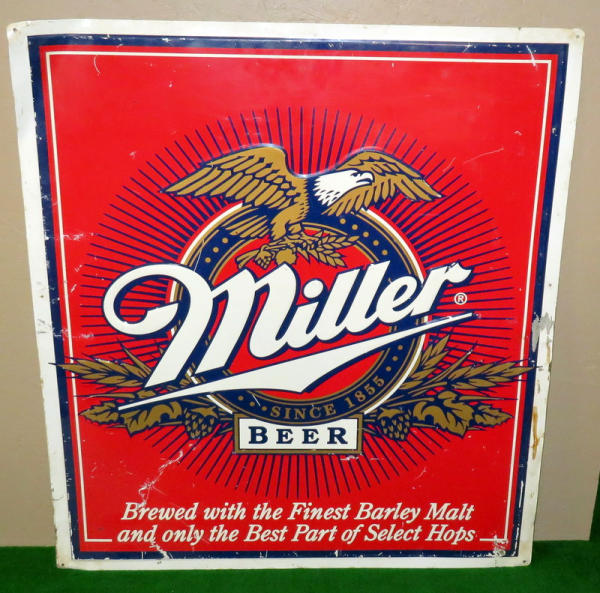 Miller®
SINCE 1855
BEER
Brewed with the Finest Barley Malt
and only the Best Part of Select Hops